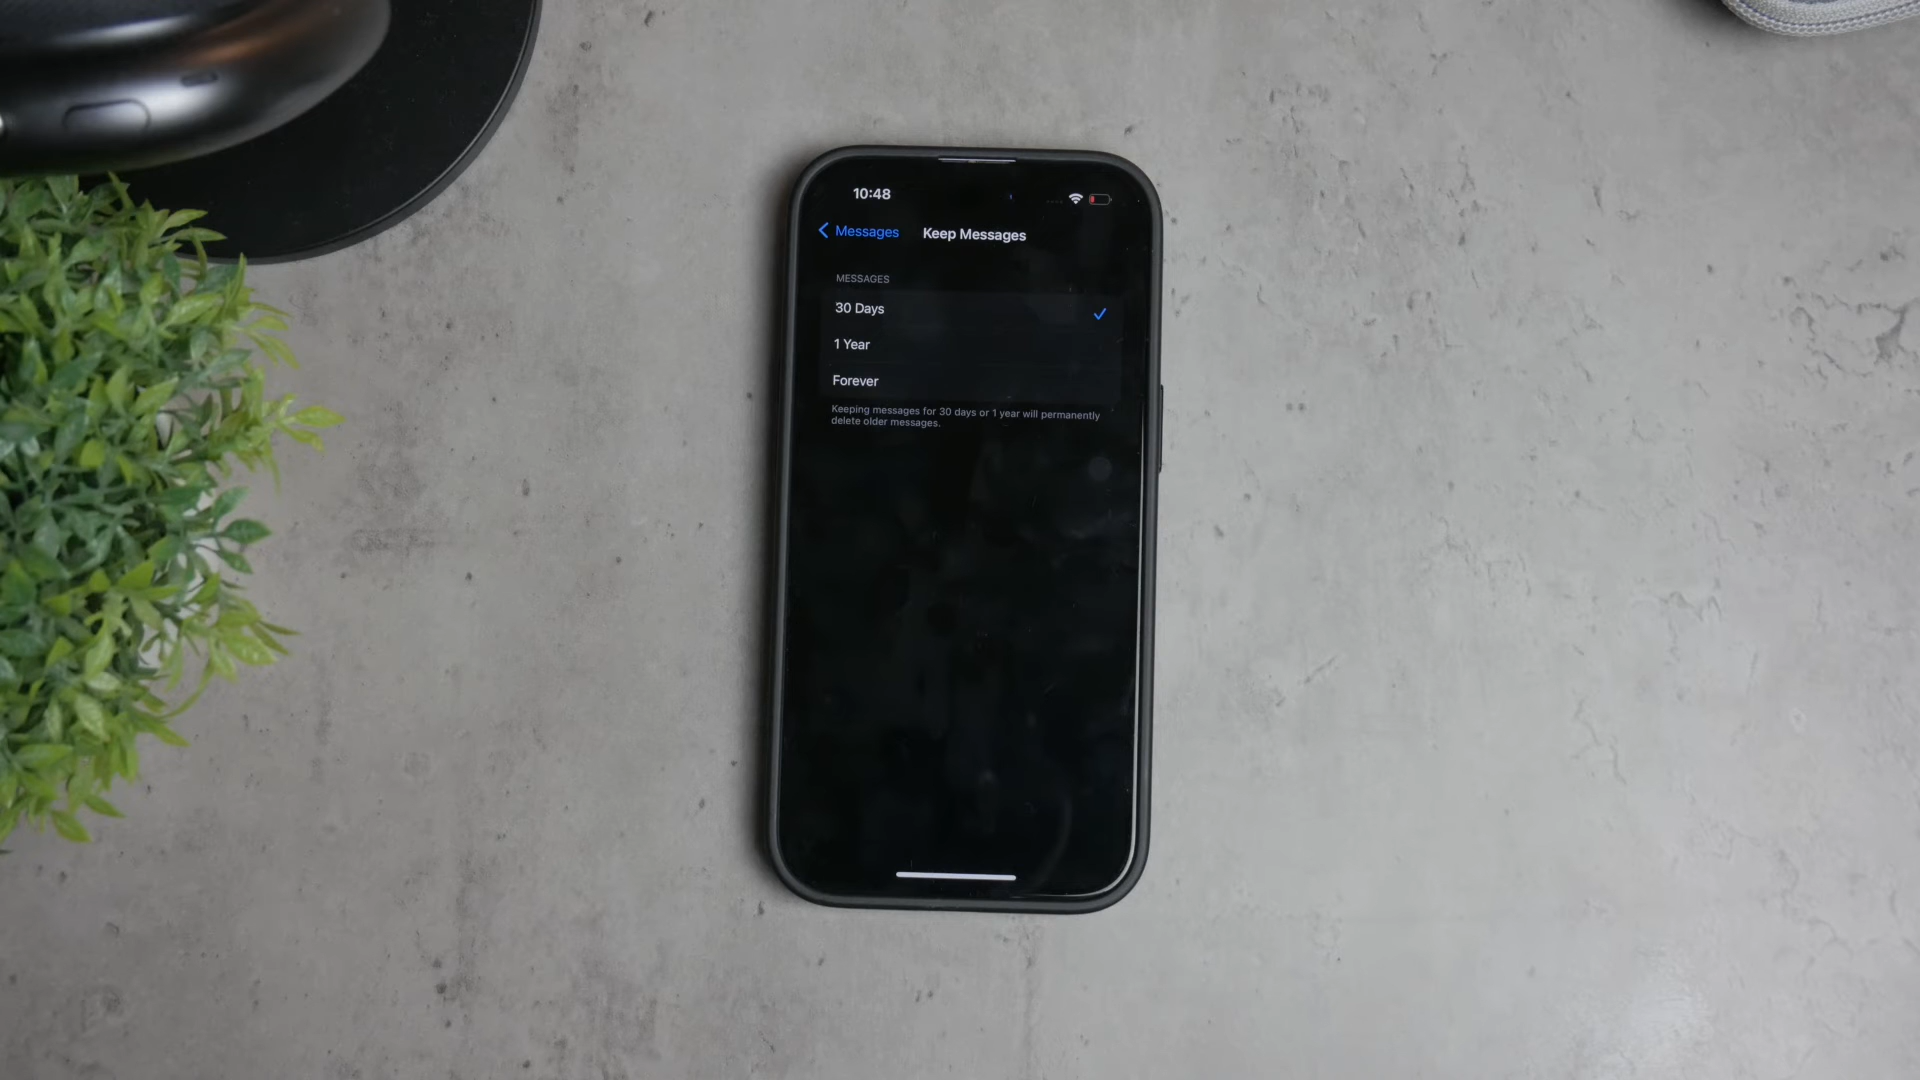 10:48
Messages
Keep Messages
MESSAGES
30 Days
1 Year
Forever
Keeping messages for 30 days or 1 year will permanently
delete older messages.